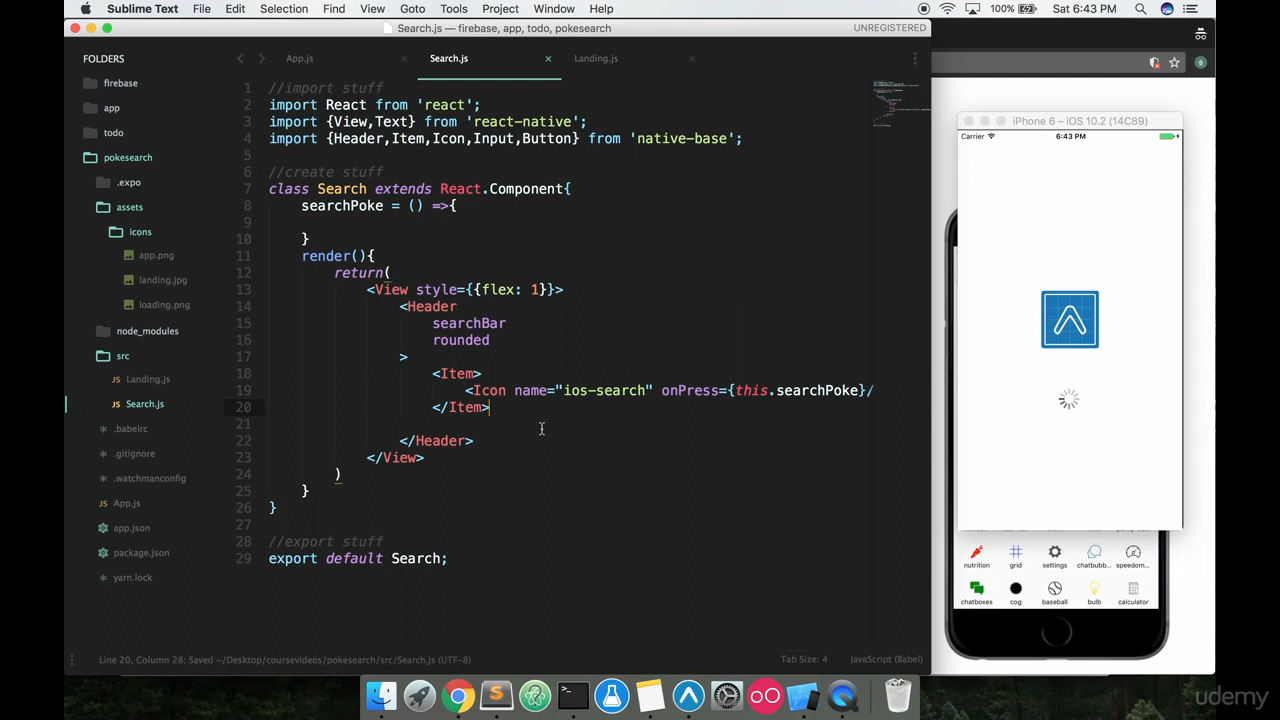 Sublime Text File Edit Selection Find View Goto Tools Project Window Help 100% Sat 6:43 PM
Search.js — firebase, app, todo, pokesearch UNREGISTERED
FOLDERS
firebase
app
todo
pokesearch
.expo
assets
icons
app.png
landing.jpg
loading.png
node_modules
src
Landing.js
Search.js
.babelrc
.gitignore
.watchmanconfig
App.js
app.json
package.json
yarn.lock
App.js Search.js Landing.js
1 //import stuff
2 import React from 'react';
3 import {View,Text} from 'react-native';
4 import {Header,Item,Icon,Input,Button} from 'native-base';
5
6 //create stuff
7 class Search extends React.Component{
8 searchPoke = () =>{
9
10 }
11 render(){
12 return(
13 <View style={{flex: 1}}>
14 <Header
15 searchBar
16 rounded
17 >
18 <Item>
19 <Icon name="ios-search" onPress={this.searchPoke}/
20 </Item>
21
22 </Header>
23 </View>
24 )
25 }
26 }
27
28 //export stuff
29 export default Search;
Line 20, Column 28; Saved ~/Desktop/coursevideos/pokesearch/src/Search.js (UTF-8) Tab Size: 4 JavaScript (Babel)
iPhone 6 – iOS 10.2 (14C89)
Carrier 6:43 PM
nutrition grid settings chatbubb... speedom...
chatboxes cog baseball bulb calculator
udemy